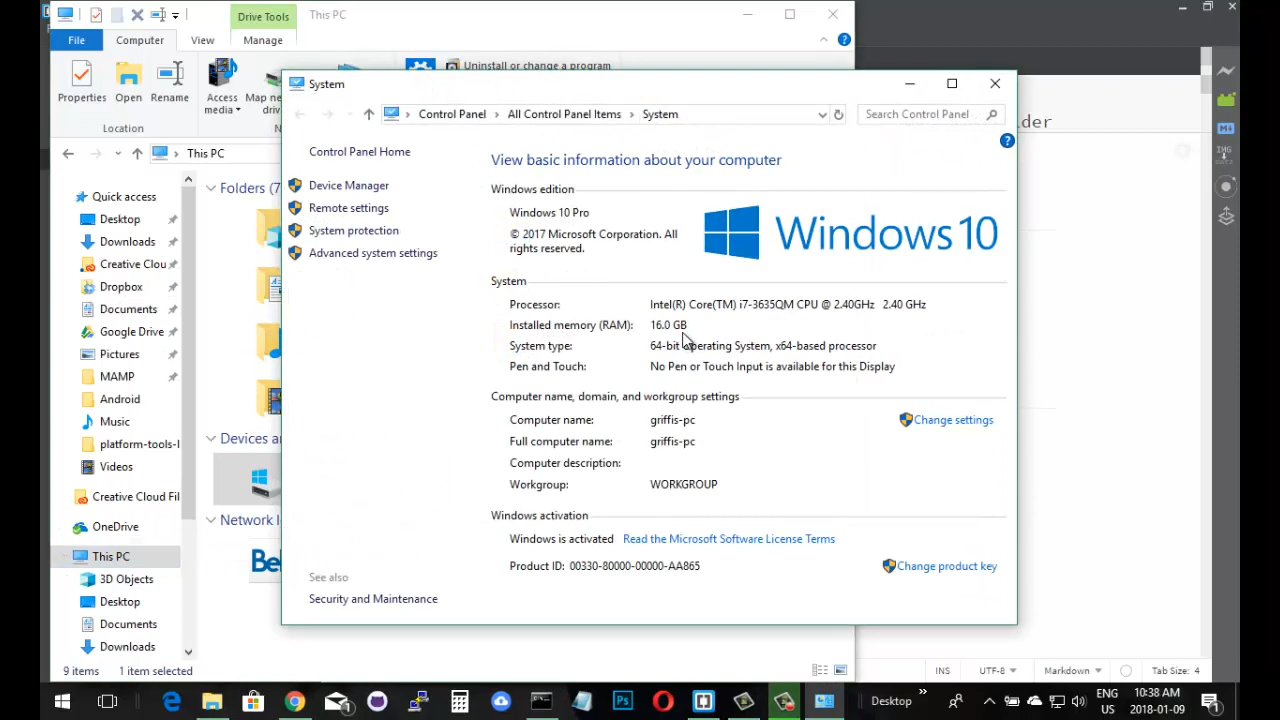 Drive Tools
This PC
File
Computer
View
Manage
Properties
Open
Rename
Access
media
Map ne
driv
Uninstall or change a program
Location
This PC
Quick access
Desktop
Downloads
Creative Clou
Dropbox
Documents
Google Drive
Pictures
MAMP
Android
Music
platform-tools-l
Videos
Creative Cloud Fil
OneDrive
This PC
3D Objects
Desktop
Documents
Downloads
Folders (7
Devices an
Network l
Bel
9 items
1 item selected
System
Control Panel
All Control Panel Items
System
Search Control Panel
Control Panel Home
Device Manager
Remote settings
System protection
Advanced system settings
See also
Security and Maintenance
View basic information about your computer
Windows edition
Windows 10 Pro
© 2017 Microsoft Corporation. All
rights reserved.
Windows 10
System
Processor: Intel(R) Core(TM) i7-3635QM CPU @ 2.40GHz 2.40 GHz
Installed memory (RAM): 16.0 GB
System type: 64-bit Operating System, x64-based processor
Pen and Touch: No Pen or Touch Input is available for this Display
Computer name, domain, and workgroup settings
Computer name: griffis-pc
Change settings
Full computer name: griffis-pc
Computer description:
Workgroup: WORKGROUP
Windows activation
Windows is activated Read the Microsoft Software License Terms
Product ID: 00330-80000-00000-AA865
Change product key
lder
M↓
IMG
INS
UTF-8
Markdown
Tab Size: 4
Ps
Desktop
ENG
US
10:38 AM
2018-01-09
1
1